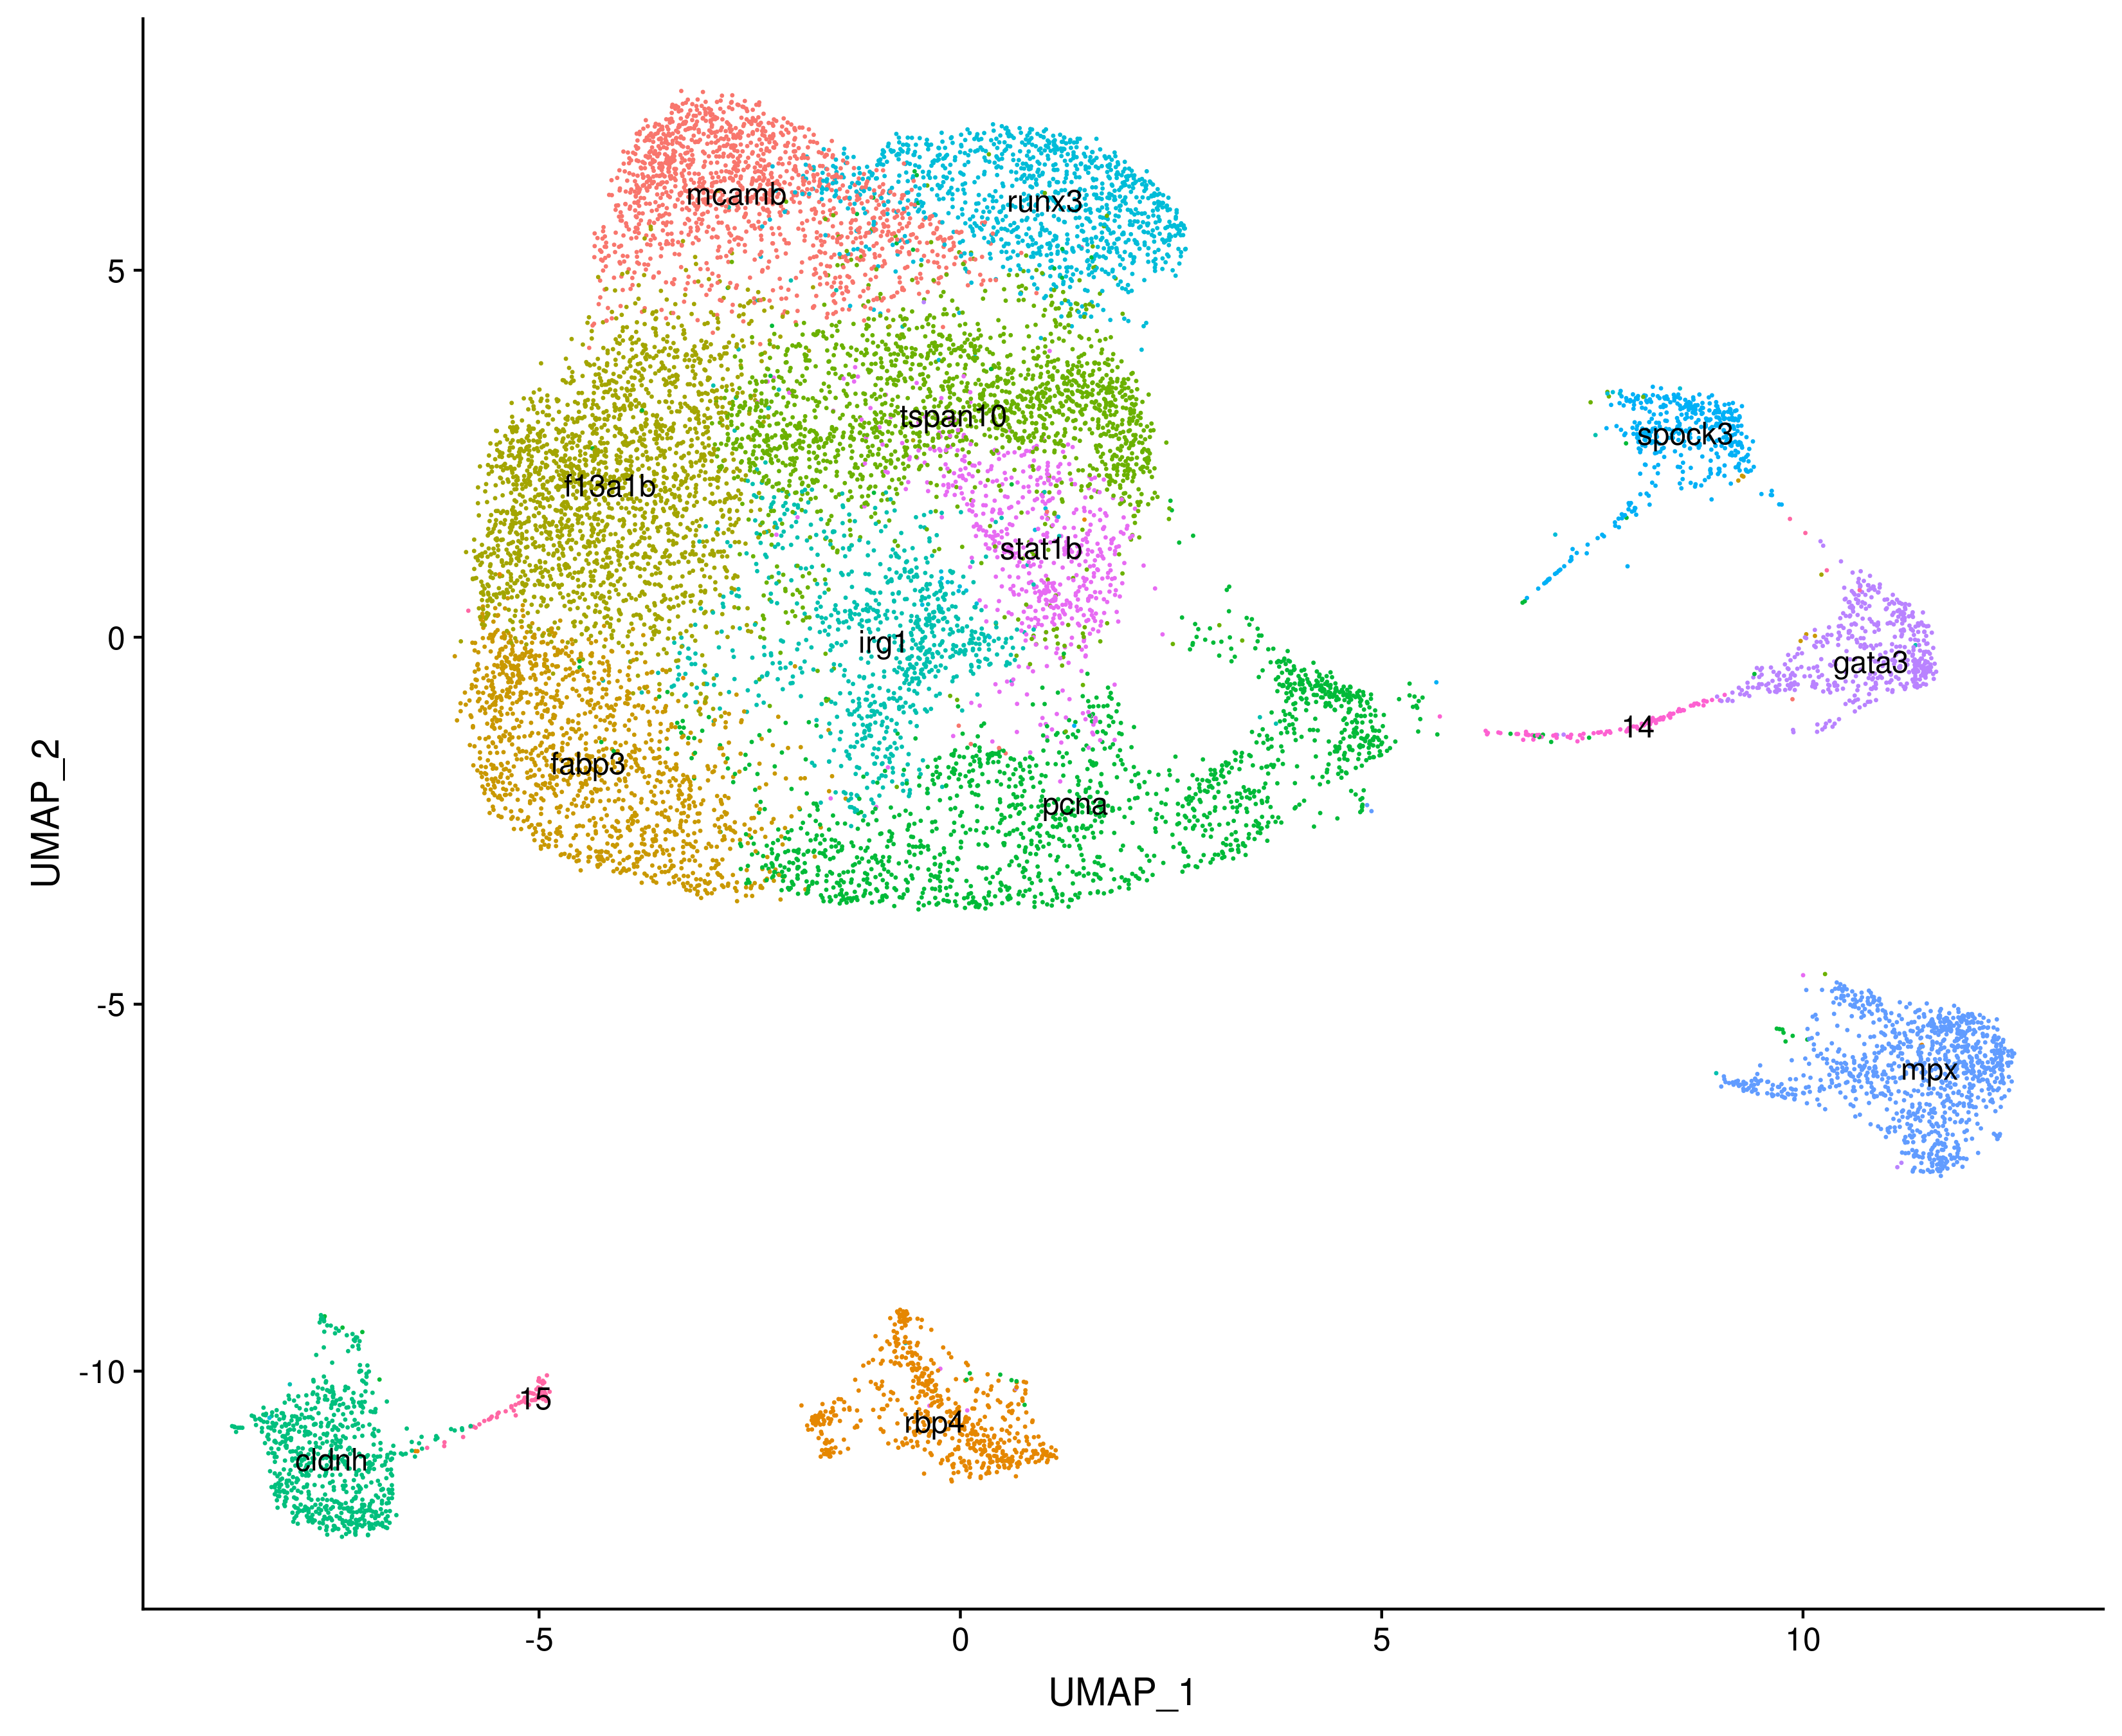 mcamb
runx3
5
tspan10
spock3
f13a1b
stat1b
0
irg1
gata3
14
fabp3
pcna
UMAP_2
-5
mpx
-10
15
rbp4
cldnh
-5
0
5
10
UMAP_1